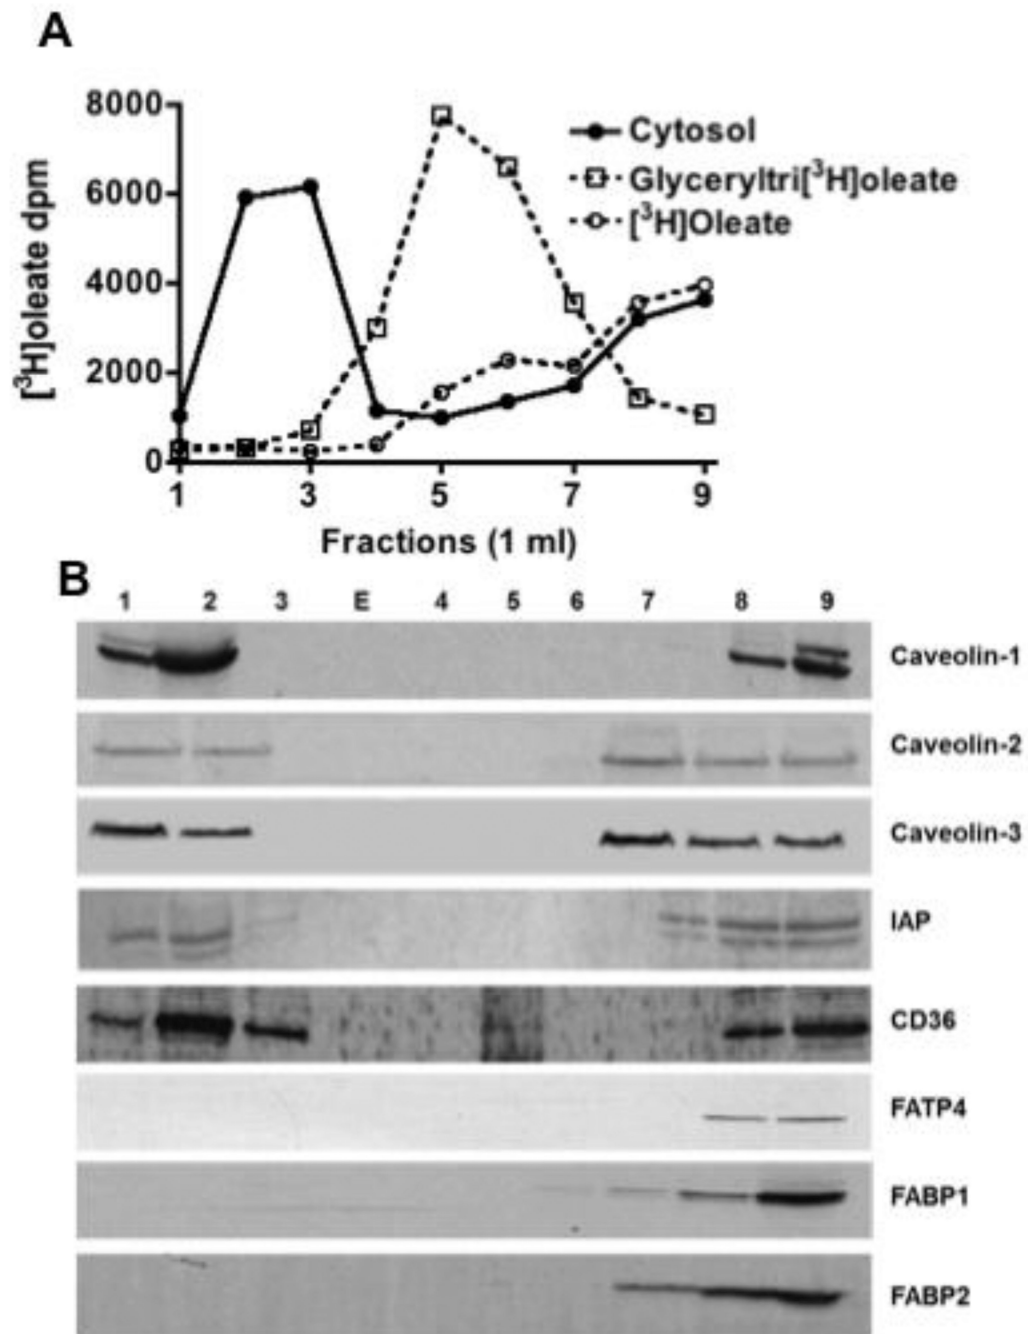 A
8000
6000
4000
2000
0
[³H]oleate dpm
1 3 5 7 9
Fractions (1 ml)
Cytosol
Glyceryltri[³H]oleate
[³H]Oleate
B
1 2 3 E 4 5 6 7 8 9
Caveolin-1
Caveolin-2
Caveolin-3
IAP
CD36
FATP4
FABP1
FABP2